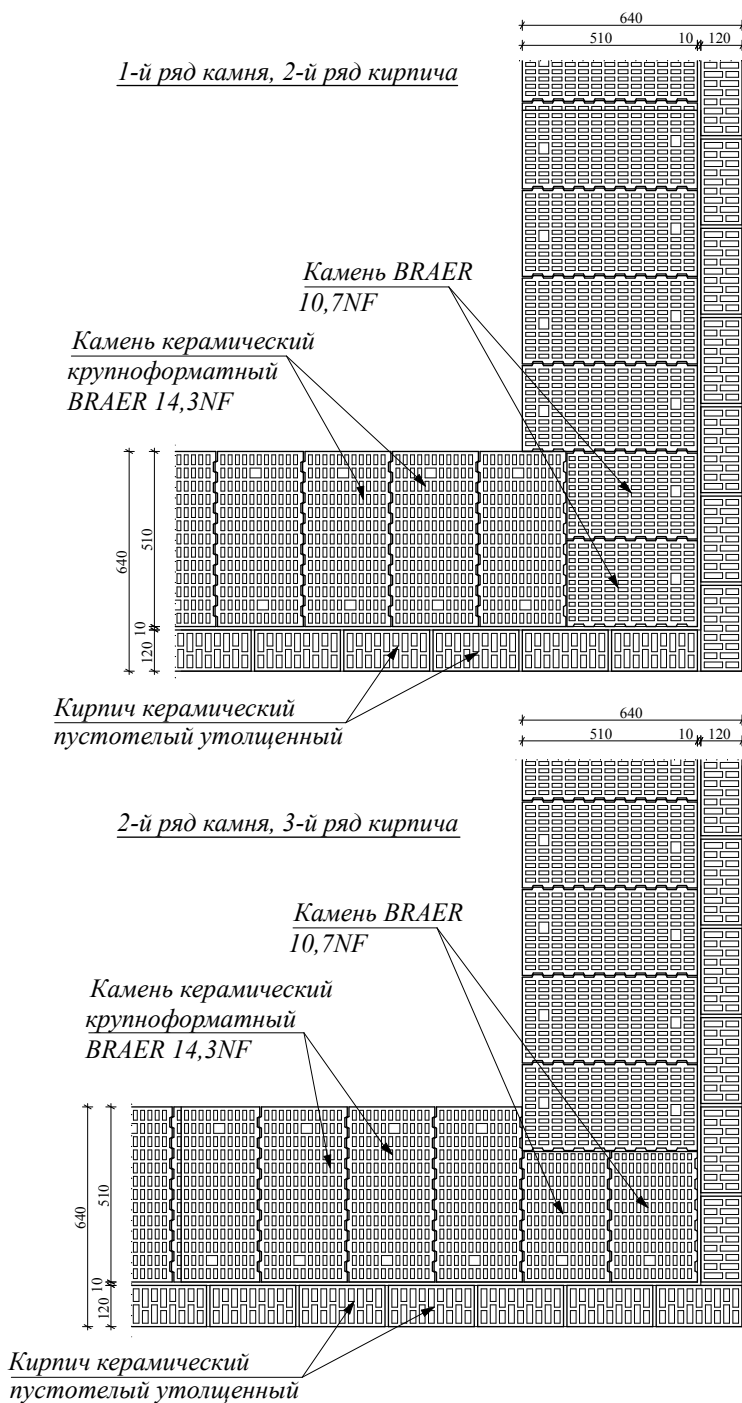 640
510 10 120
1-й ряд камня, 2-й ряд кирпича
Камень BRAER
10,7NF
Камень керамический
крупноформатный
BRAER 14,3NF
640
510
10
120
Кирпич керамический
пустотелый утолщенный
640
510 10 120
2-й ряд камня, 3-й ряд кирпича
Камень BRAER
10,7NF
Камень керамический
крупноформатный
BRAER 14,3NF
640
510
10
120
Кирпич керамический
пустотелый утолщенный